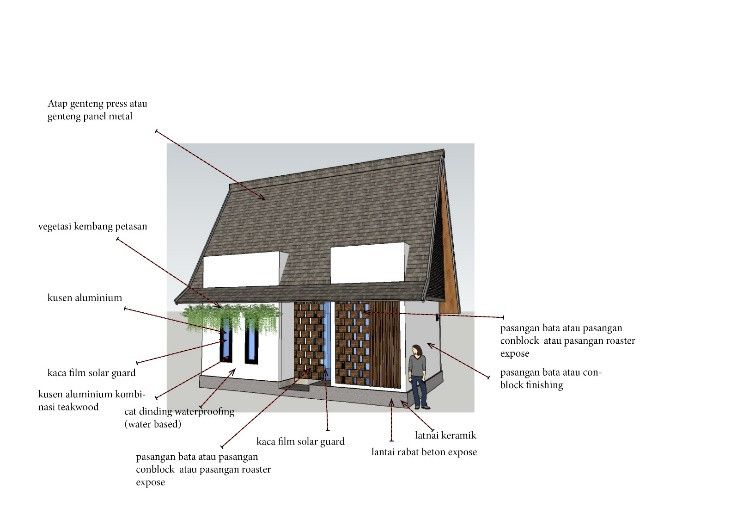 Atap genteng press atau
genteng panel metal
vegetasi kembang petasan
kusen aluminium
kaca film solar guard
kusen aluminium kombi-
nasi teakwood
cat dinding waterproofing
(water based)
pasangan bata atau pasangan
conblock atau pasangan roaster
expose
kaca film solar guard
lantai rabat beton expose
latnai keramik
pasangan bata atau pasangan
conblock atau pasangan roaster
expose
pasangan bata atau con-
block finishing